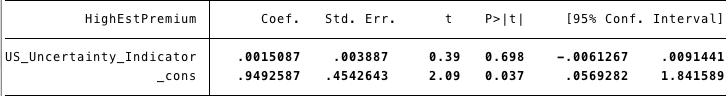 HighEstPremium Coef. Std. Err. t P>|t| [95% Conf. Interval]
US_Uncertainty_Indicator .0015087 .003887 0.39 0.698 -.0061267 .0091441
_cons .9492587 .4542643 2.09 0.037 .0569282 1.841589